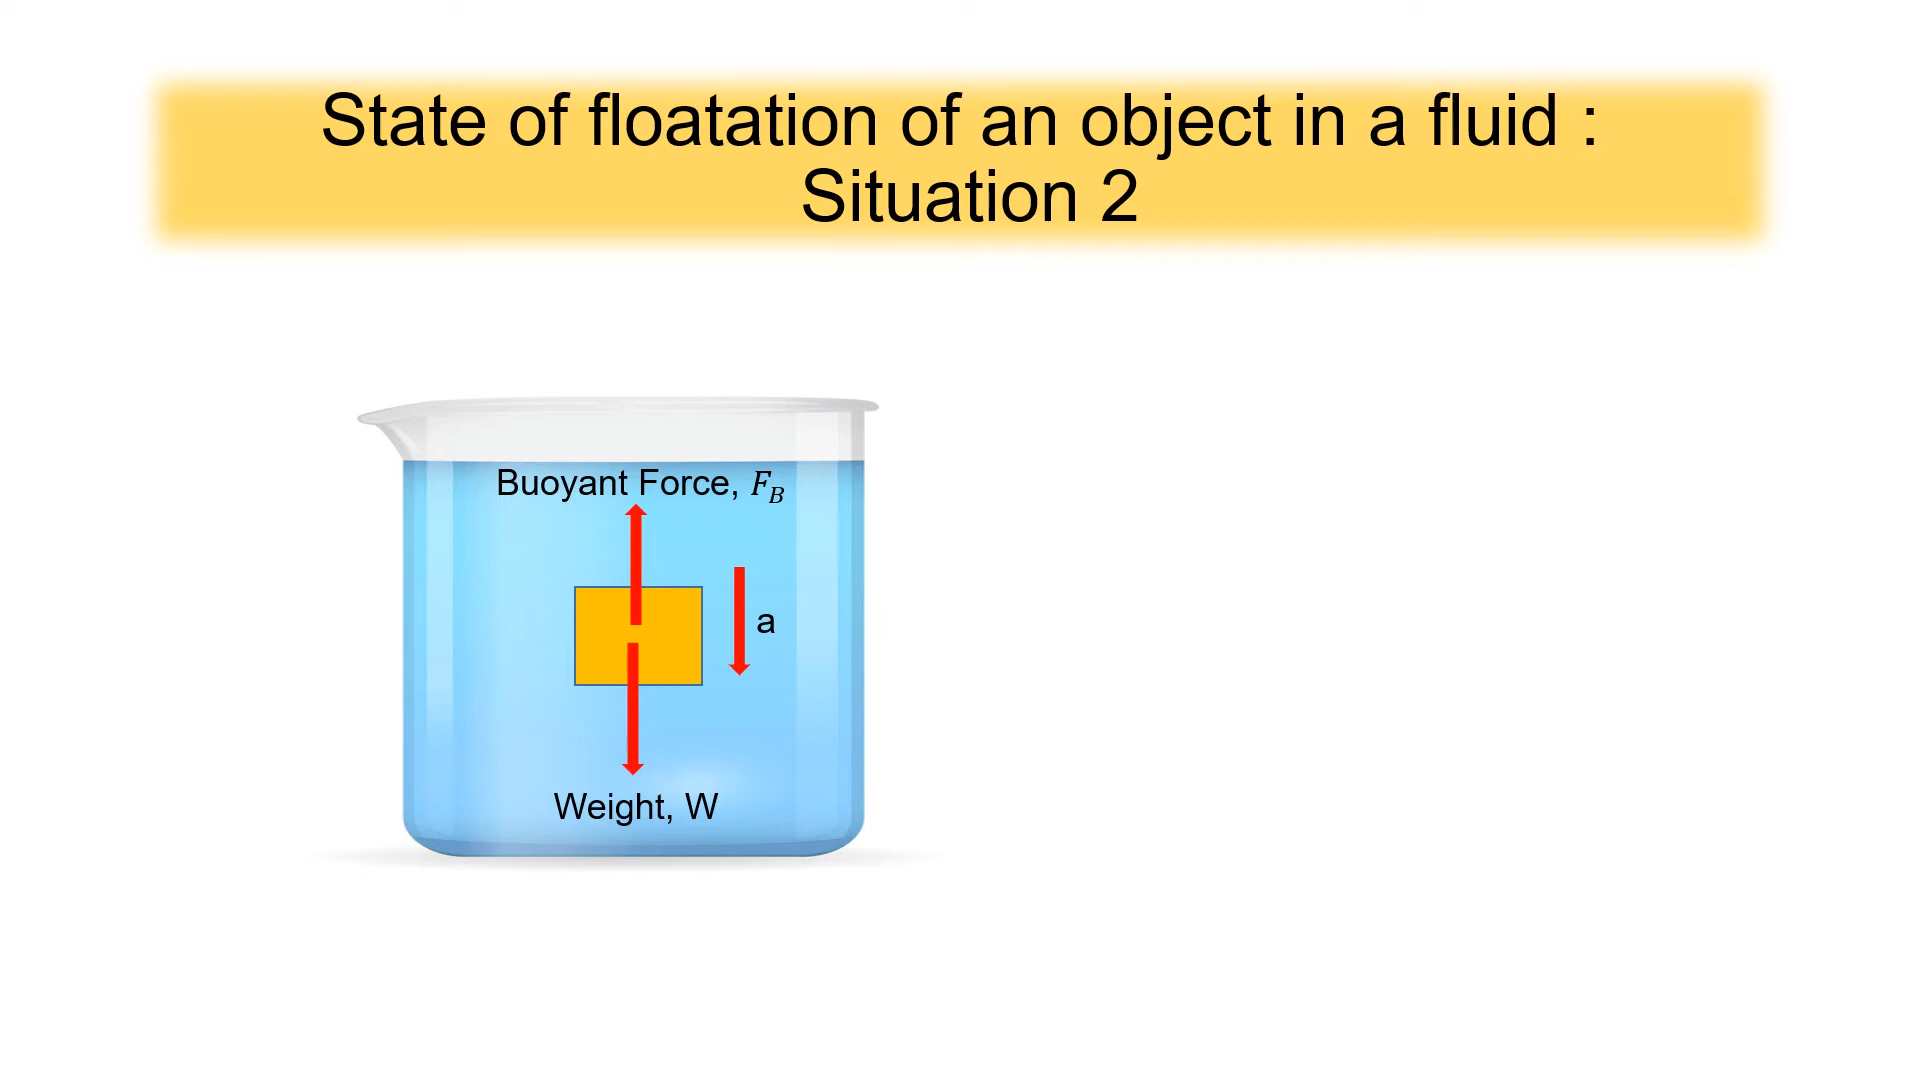 State of floatation of an object in a fluid :
Situation 2
Buoyant Force, F_B
a
Weight, W